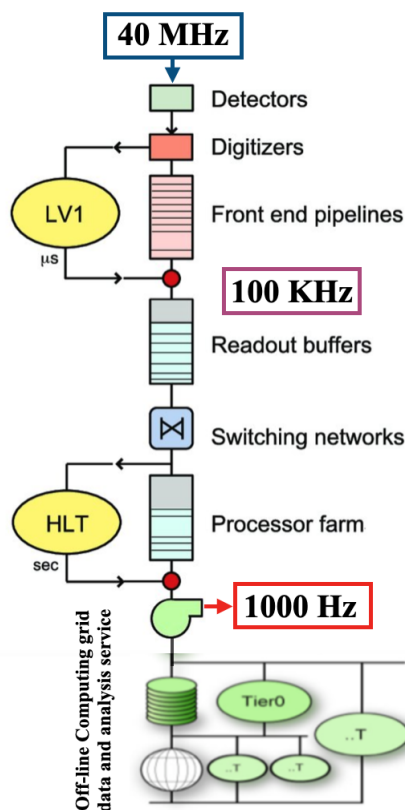 40 MHz
Detectors
Digitizers
LV1
Front end pipelines
μs
100 KHz
Readout buffers
Switching networks
HLT
Processor farm
sec
1000 Hz
Off-line Computing grid
data and analysis service
Tier0
..T
..T
..T